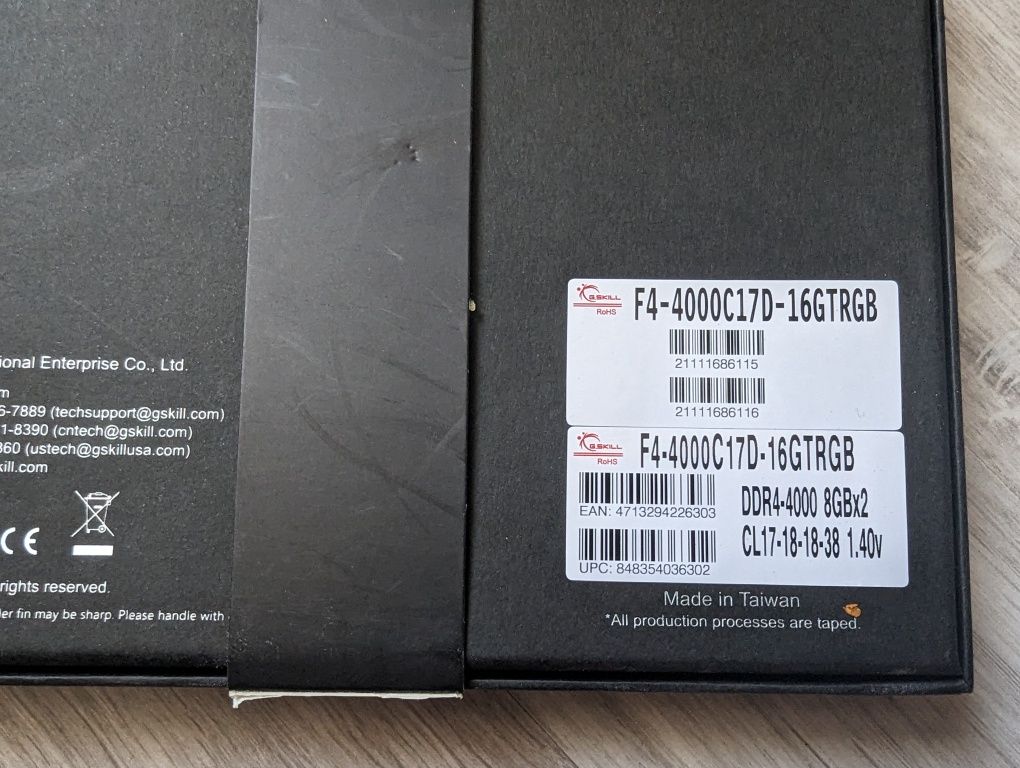 ional Enterprise Co., Ltd.
m
6-7889 (techsupport@gskill.com)
1-8390 (cntech@gskill.com)
860 (ustech@gskillusa.com)
kill.com
CE
rights reserved.
er fin may be sharp. Please handle with
G.SKILL
RoHS
F4-4000C17D-16GTRGB
21111686115
21111686116
G.SKILL
RoHS
F4-4000C17D-16GTRGB
EAN: 4713294226303
DDR4-4000 8GBx2
CL17-18-18-38 1.40v
UPC: 848354036302
Made in Taiwan
*All production processes are taped.